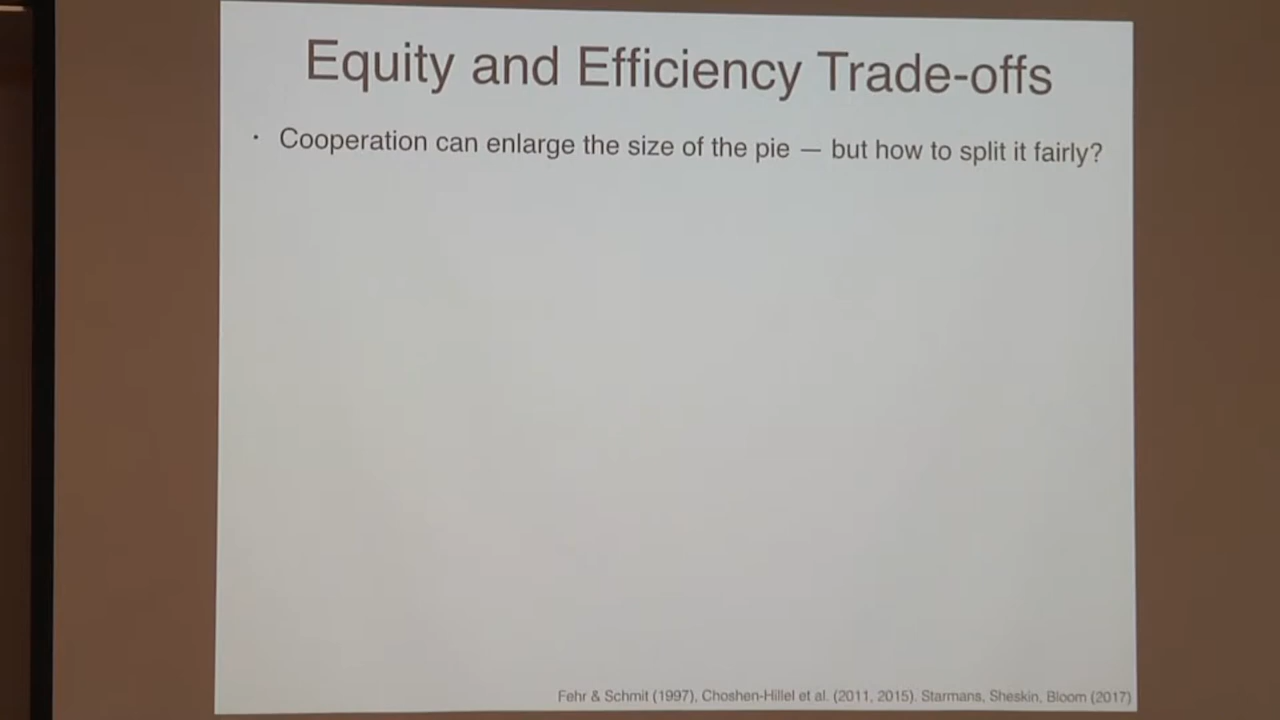 Equity and Efficiency Trade-offs
· Cooperation can enlarge the size of the pie — but how to split it fairly?
Fehr & Schmit (1997), Choshen-Hillel et al. (2011, 2015). Starmans, Sheskin, Bloom (2017)